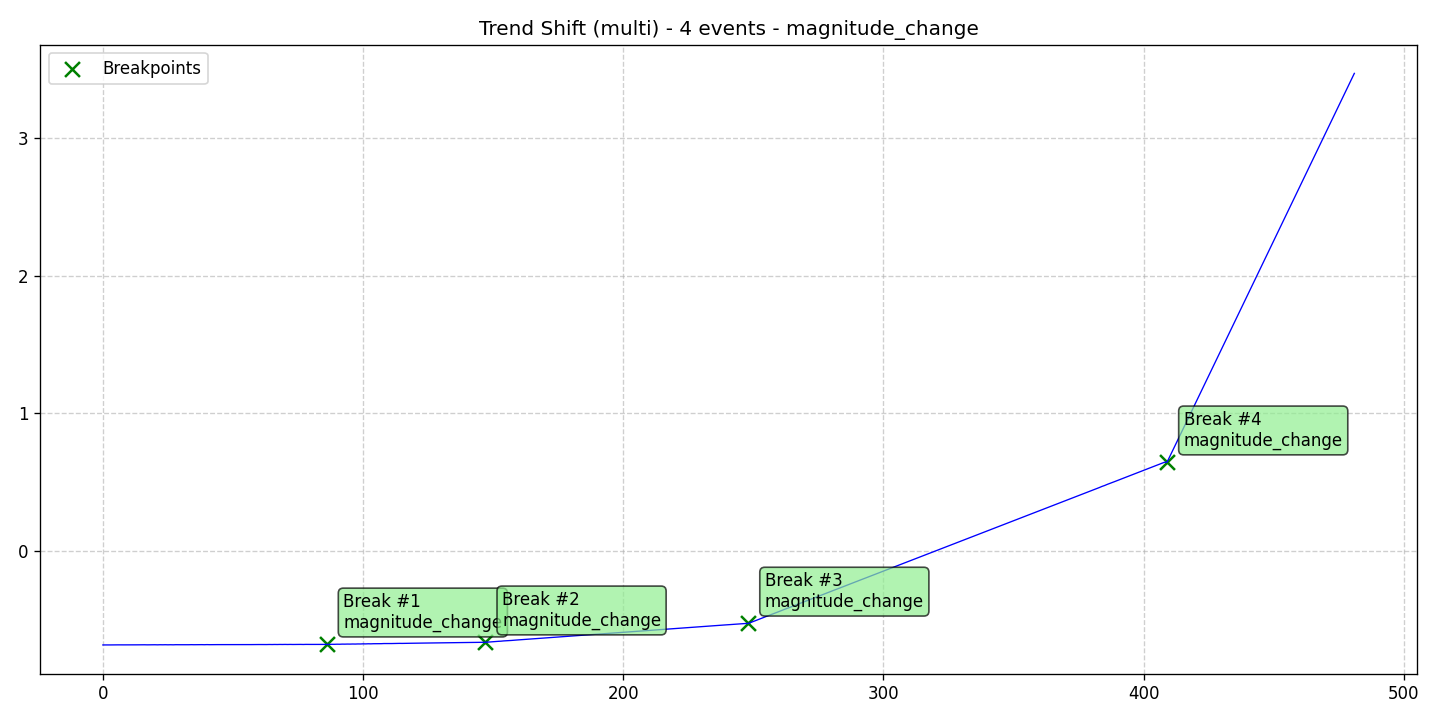 Trend Shift (multi) - 4 events - magnitude_change
Breakpoints
3
2
1
0
Break #1
magnitude_change
Break #2
magnitude_change
Break #3
magnitude_change
Break #4
magnitude_change
0
100
200
300
400
500